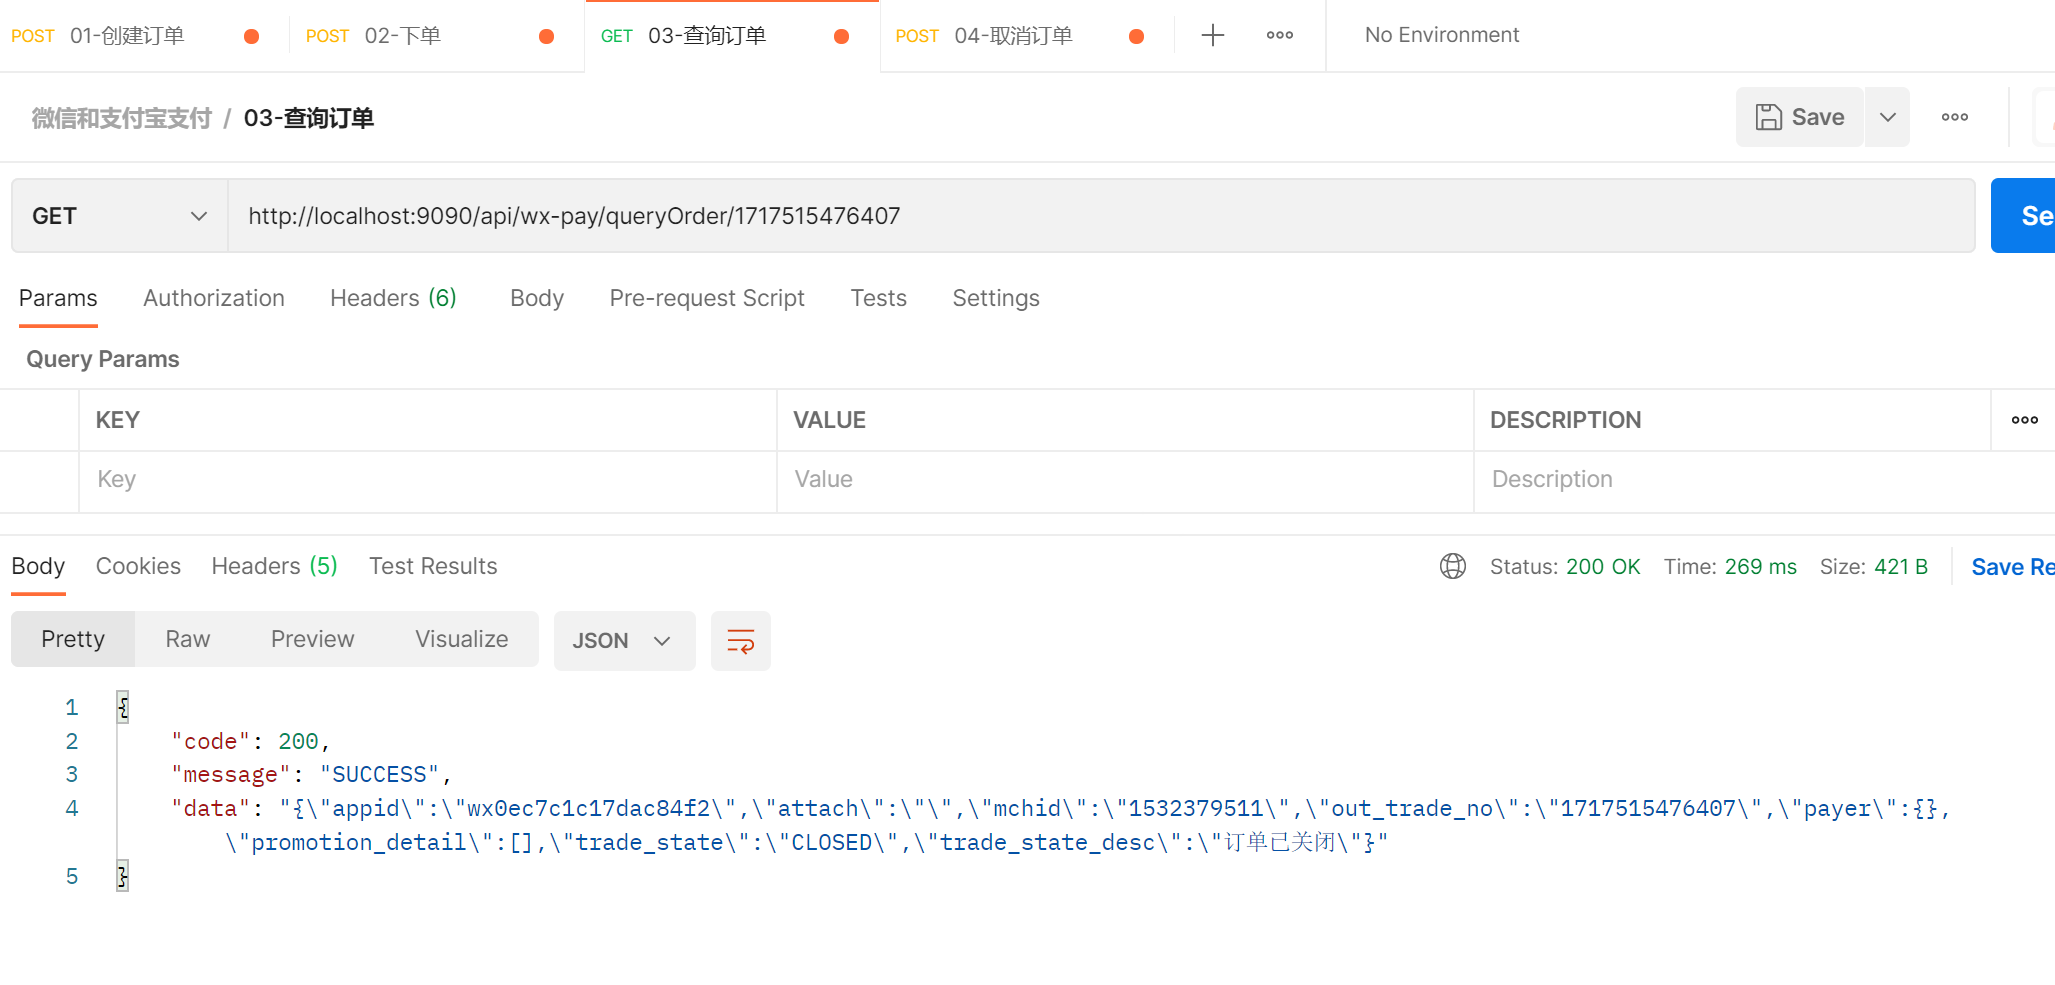 POST 01-创建订单 POST 02-下单 GET 03-查询订单 POST 04-取消订单 No Environment
微信和支付宝支付 / 03-查询订单 Save
GET http://localhost:9090/api/wx-pay/queryOrder/1717515476407 Se
Params Authorization Headers (6) Body Pre-request Script Tests Settings
Query Params
KEY VALUE DESCRIPTION
Key Value Description
Body Cookies Headers (5) Test Results Status: 200 OK Time: 269 ms Size: 421 B Save Re
Pretty Raw Preview Visualize JSON
1 {
2 "code": 200,
3 "message": "SUCCESS",
4 "data": "{\"appid\":\"wx0ec7c1c17dac84f2\",\"attach\":\"\",\"mchid\":\"1532379511\",\"out_trade_no\":\"1717515476407\",\"payer\":{},
\"promotion_detail\":[],\"trade_state\":\"CLOSED\",\"trade_state_desc\":\"订单已关闭\"}"
5 }